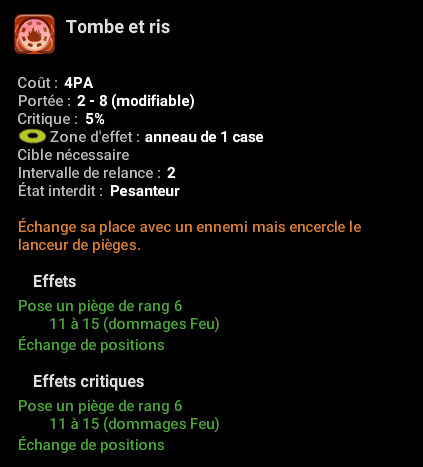 Tombe et ris
Coût : 4PA
Portée : 2 - 8 (modifiable)
Critique : 5%
Zone d'effet : anneau de 1 case
Cible nécessaire
Intervalle de relance : 2
État interdit : Pesanteur
Échange sa place avec un ennemi mais encercle le
lanceur de pièges.
Effets
Pose un piège de rang 6
11 à 15 (dommages Feu)
Échange de positions
Effets critiques
Pose un piège de rang 6
11 à 15 (dommages Feu)
Échange de positions